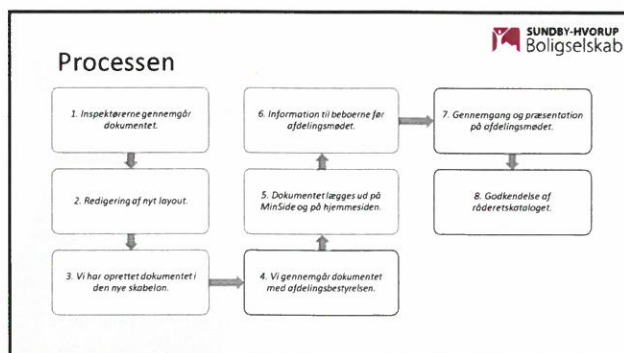 SUNDBY-HVORUP
Boligselskab
Processen
1. Inspektørerne gennemgår
dokumentet.
2. Redigering af nyt layout.
3. Vi har oprettet dokumentet i
den nye skabelon.
4. Vi gennemgår dokumentet
med afdelingsbestyrelsen.
5. Dokumentet lægges ud på
MinSide og på hjemmesiden.
6. Information til beboerne før
afdelingsmødet.
7. Gennemgang og præsentation
på afdelingsmødet.
8. Godkendelse af
råderetskataloget.